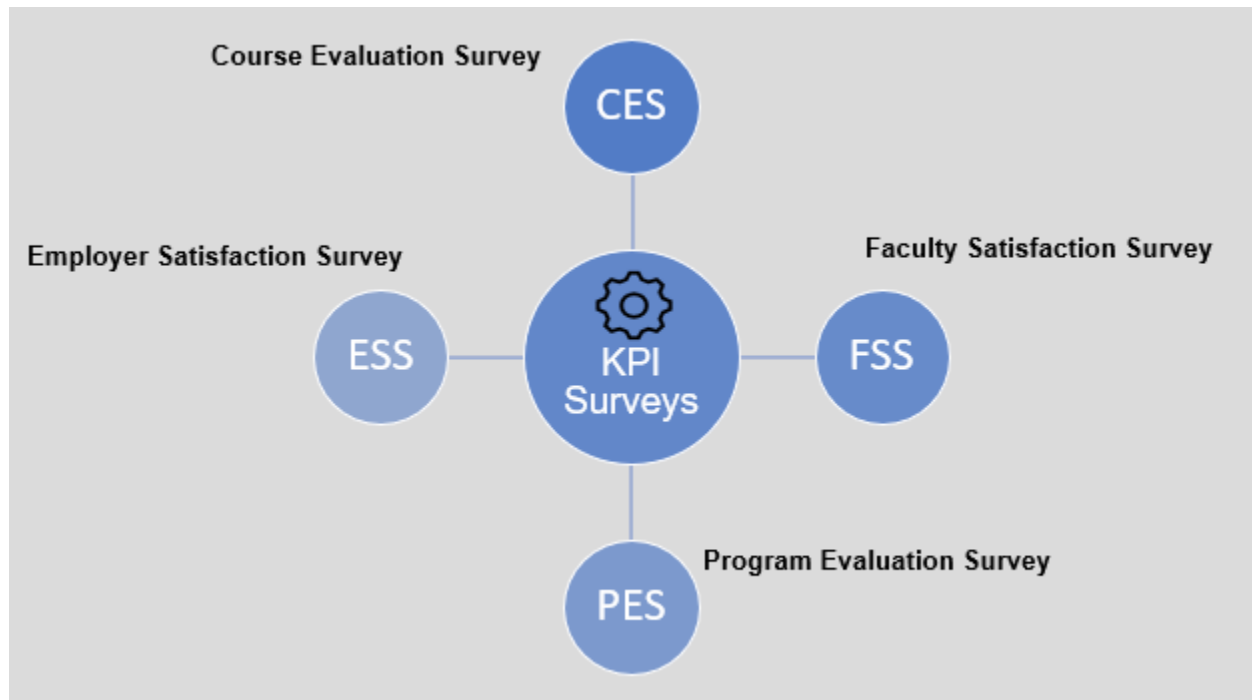 Course Evaluation Survey
CES
Employer Satisfaction Survey
Faculty Satisfaction Survey
ESS
KPI
Surveys
FSS
Program Evaluation Survey
PES